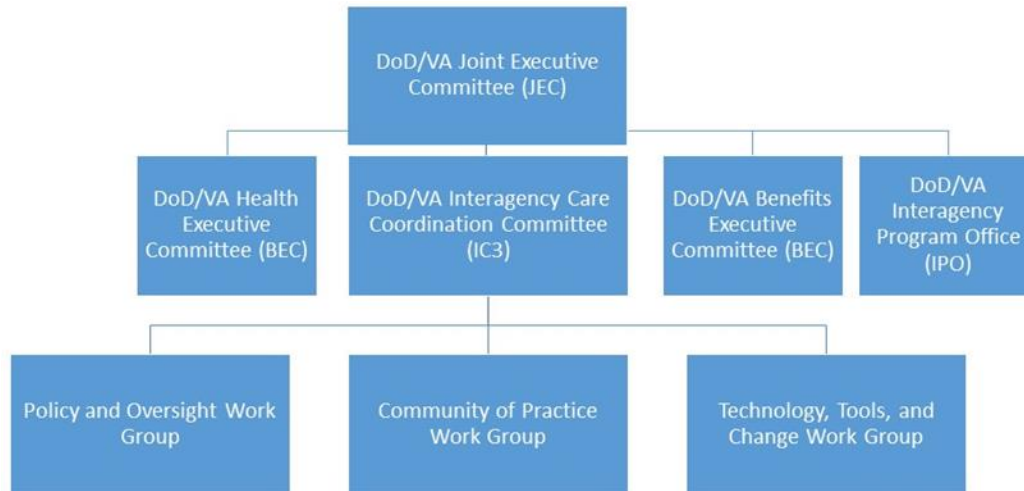 DoD/VA Joint Executive
Committee (JEC)
DoD/VA Health
Executive
Committee (BEC)
DoD/VA Interagency Care
Coordination Committee
(IC3)
DoD/VA Benefits
Executive
Committee (BEC)
DoD/VA
Interagency
Program Office
(IPO)
Policy and Oversight Work
Group
Community of Practice
Work Group
Technology, Tools, and
Change Work Group